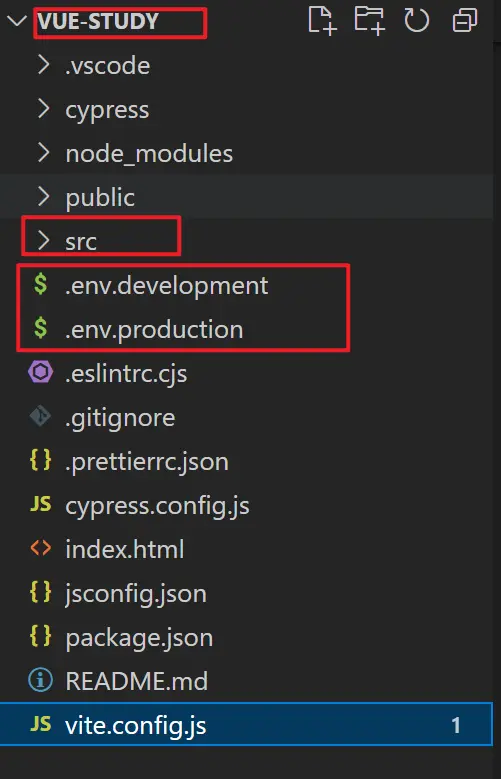 VUE-STUDY
.vscode
cypress
node_modules
public
src
$ .env.development
$ .env.production
.eslintrc.cjs
.gitignore
{} .prettierrc.json
JS cypress.config.js
<> index.html
{} jsconfig.json
{} package.json
README.md
JS vite.config.js 1